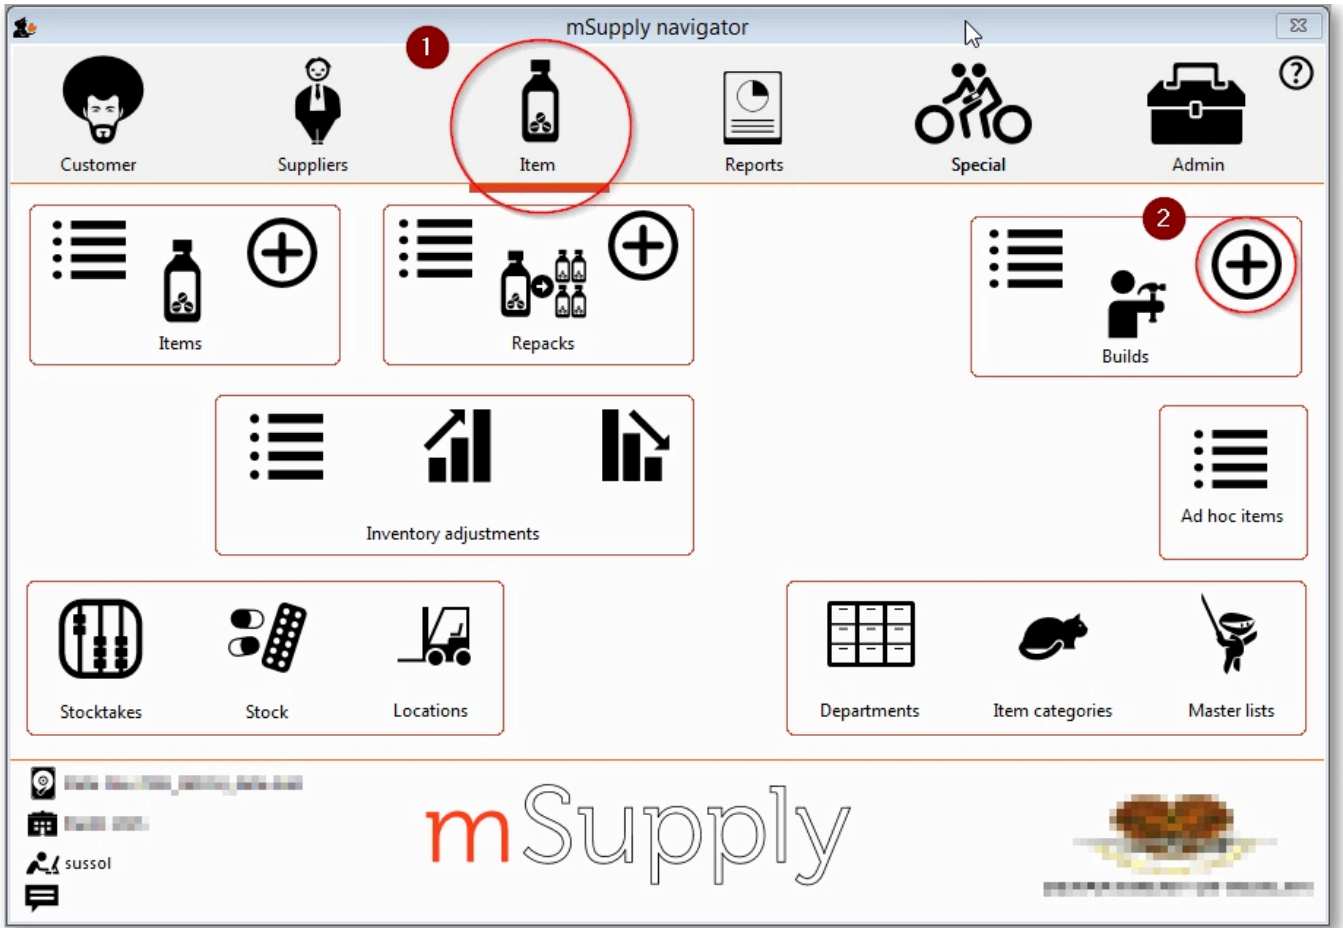 mSupply navigator
1
?
Customer
Suppliers
Item
Reports
Special
Admin
2
Items
Repacks
Builds
Inventory adjustments
Ad hoc items
Stocktakes
Stock
Locations
Departments
Item categories
Master lists
sussol
mSupply